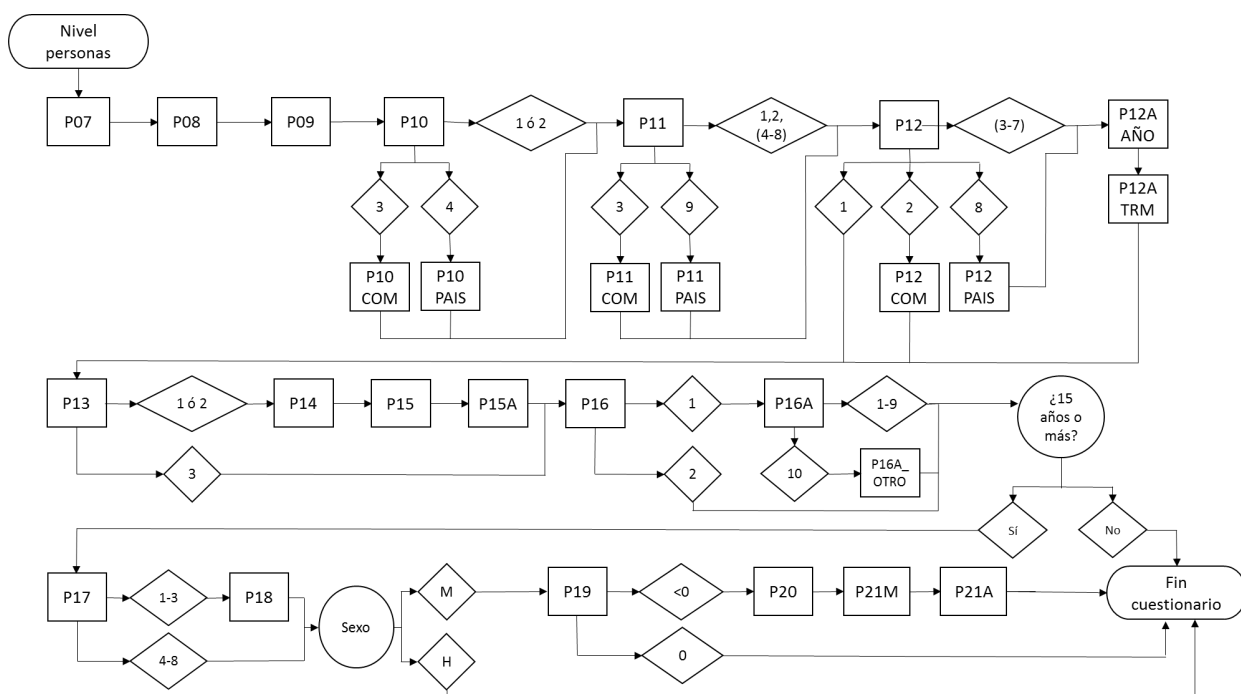 Nivel
personas
P07
P08
P09
P10
1 ó 2
P11
1,2,
(4-8)
P12
(3-7)
P12A
AÑO
3
4
3
9
1
2
8
P12A
TRM
P10
COM
P10
PAIS
P11
COM
P11
PAIS
P12
COM
P12
PAIS
P13
1 ó 2
P14
P15
P15A
P16
1
P16A
1-9
¿15
años o
más?
3
2
10
P16A_
OTRO
Sí
No
P17
1-3
P18
Sexo
M
P19
<0
P20
P21M
P21A
Fin
cuestionario
4-8
H
0